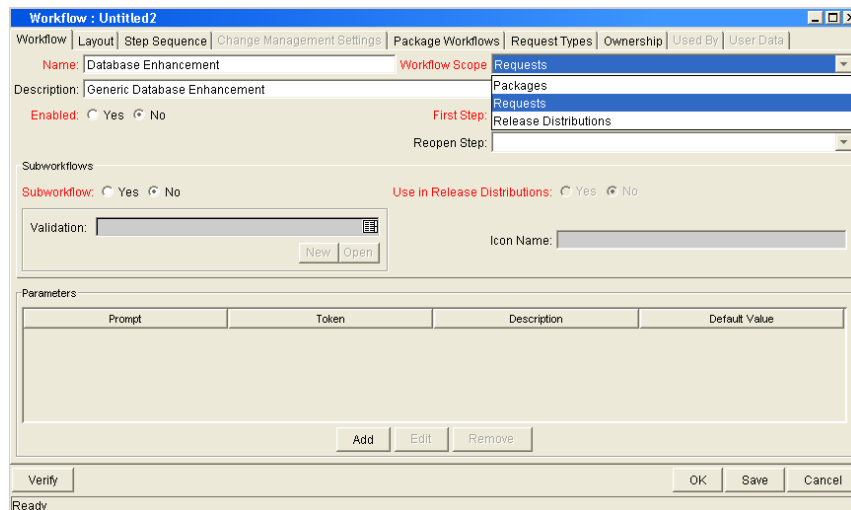 Workflow : Untitled2
Workflow Layout Step Sequence Change Management Settings Package Workflows Request Types Ownership Used By User Data
Name: Database Enhancement Workflow Scope Requests
Description: Generic Database Enhancement Packages
Requests
Enabled: Yes No First Step: Release Distributions
Reopen Step:
Subworkflows
Subworkflow: Yes No Use in Release Distributions: Yes No
Validation:
Icon Name:
New Open
Parameters
Prompt Token Description Default Value
Add Edit Remove
Verify OK Save Cancel
Ready